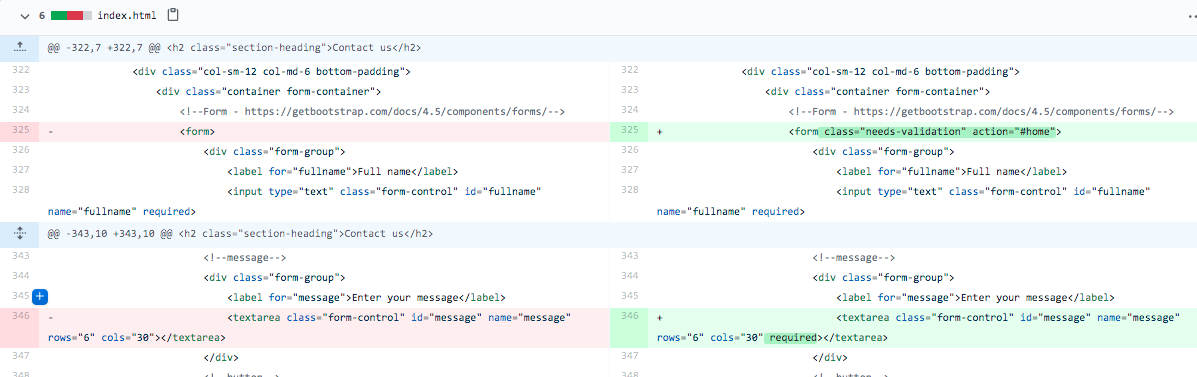 6 index.html
@@ -322,7 +322,7 @@ <h2 class="section-heading">Contact us</h2>
322 <div class="col-sm-12 col-md-6 bottom-padding">
323 <div class="container form-container">
324 <!--Form - https://getbootstrap.com/docs/4.5/components/forms/-->
325 - <form>
326 <div class="form-group">
327 <label for="fullname">Full name</label>
328 <input type="text" class="form-control" id="fullname"
name="fullname" required>
322 <div class="col-sm-12 col-md-6 bottom-padding">
323 <div class="container form-container">
324 <!--Form - https://getbootstrap.com/docs/4.5/components/forms/-->
325 + <form class="needs-validation" action="#home">
326 <div class="form-group">
327 <label for="fullname">Full name</label>
328 <input type="text" class="form-control" id="fullname"
name="fullname" required>
@@ -343,10 +343,10 @@ <h2 class="section-heading">Contact us</h2>
343 <!--message-->
344 <div class="form-group">
345 <label for="message">Enter your message</label>
346 - <textarea class="form-control" id="message" name="message"
rows="6" cols="30"></textarea>
347 </div>
348 <!--button-->
343 <!--message-->
344 <div class="form-group">
345 <label for="message">Enter your message</label>
346 + <textarea class="form-control" id="message" name="message"
rows="6" cols="30" required></textarea>
347 </div>
348 <!--button-->